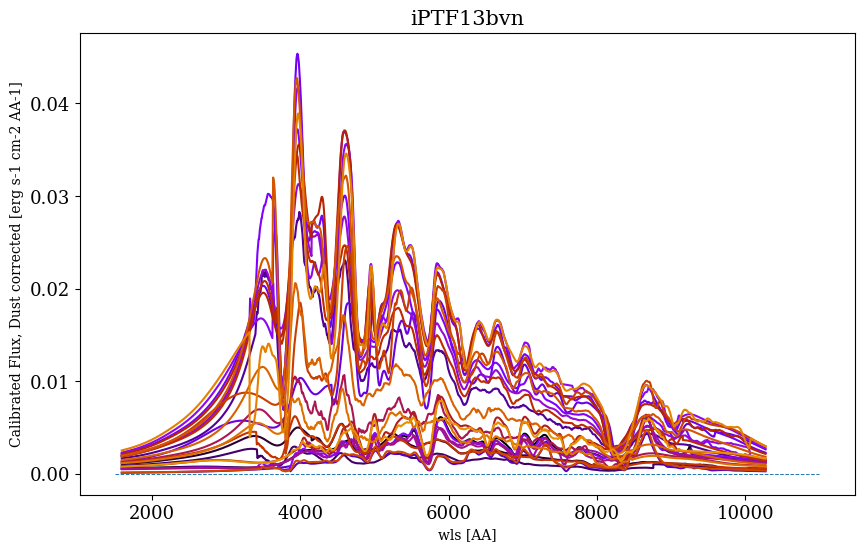 iPTF13bvn
Calibrated Flux, Dust corrected [erg s-1 cm-2 AA-1]
0.04
0.03
0.02
0.01
0.00
2000 4000 6000 8000 10000
wls [AA]